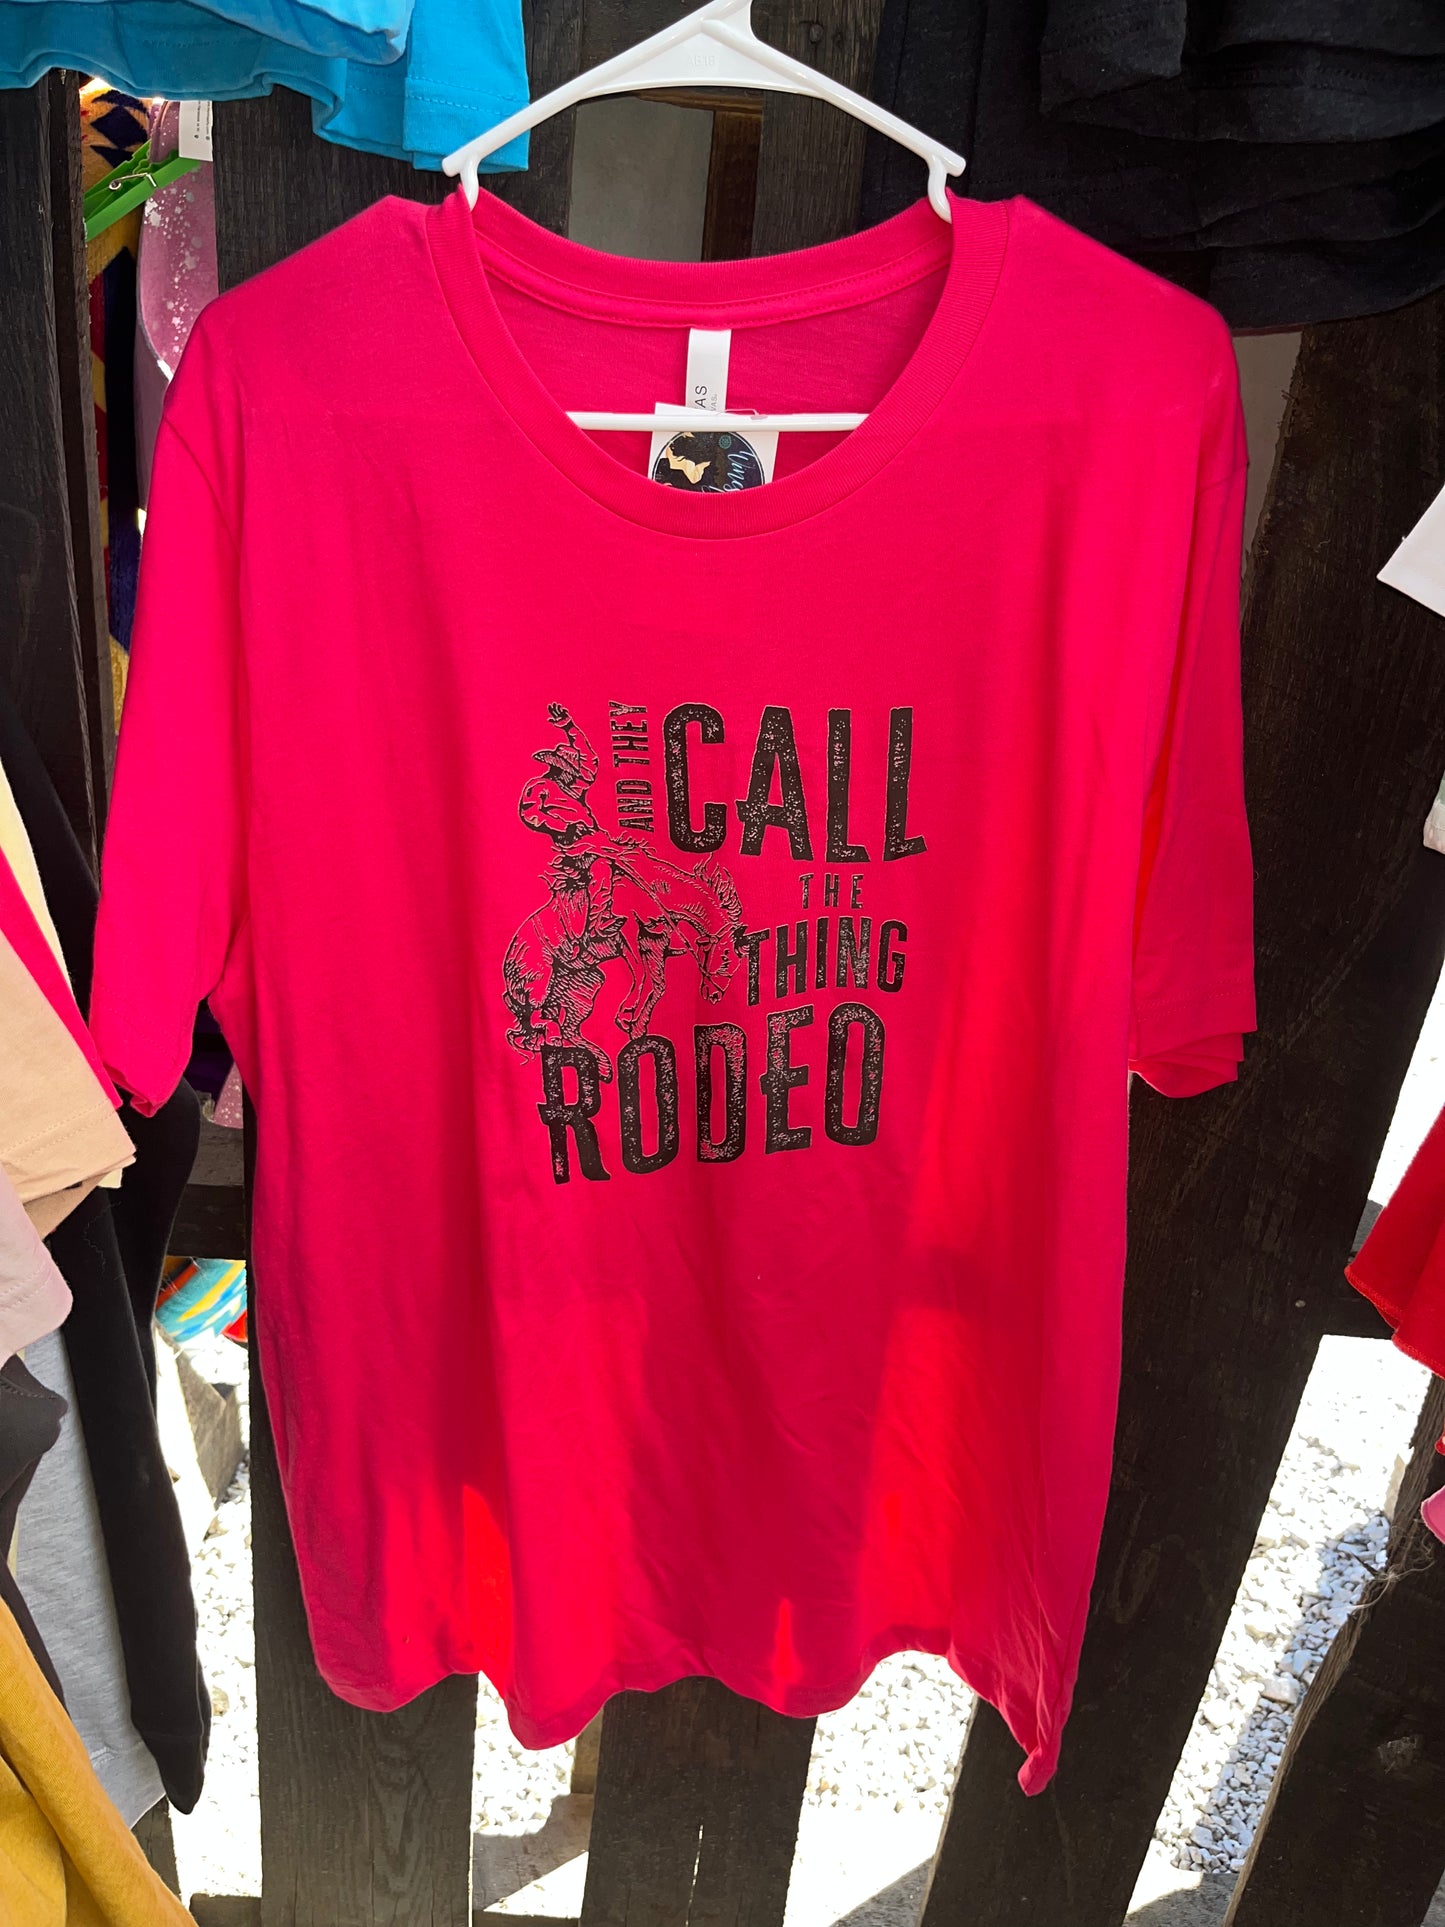 AND THEY
CALL
THE
THING
RODEO